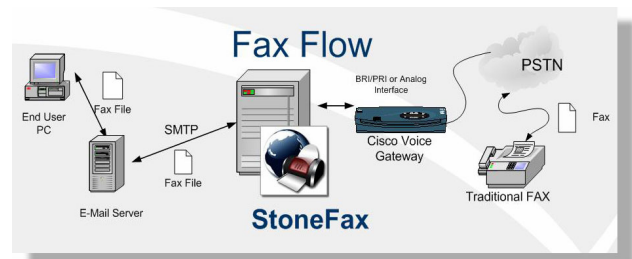 Fax Flow
PSTN
BRI/PRI or Analog
Interface
Fax File
End User
PC
SMTP
Fax
Cisco Voice
Gateway
Fax File
Traditional FAX
E-Mail Server
StoneFax